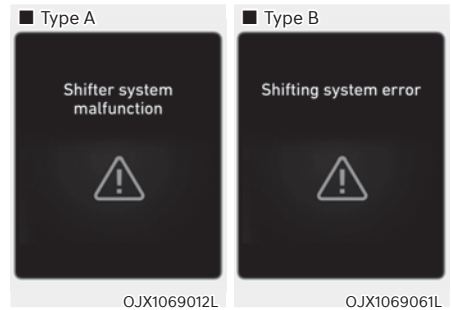 ■ Type A
Shifter system
malfunction
OJX1069012L
■ Type B
Shifting system error
OJX1069061L